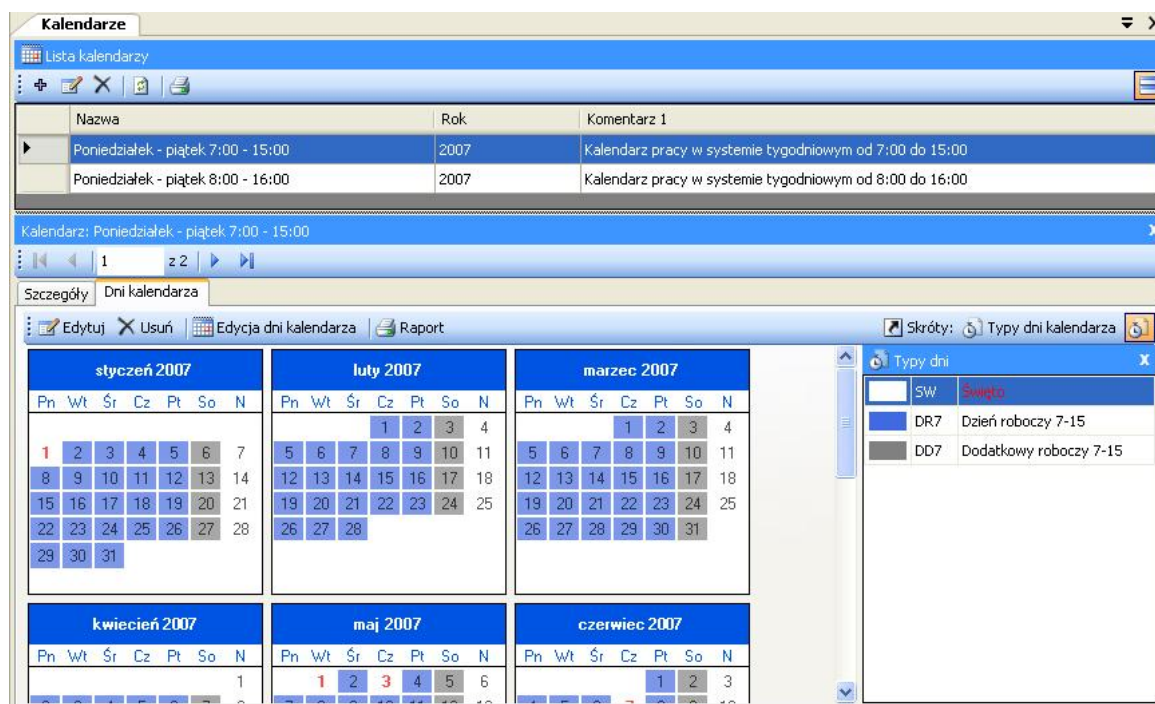 Kalendarze
Lista kalendarzy
Nazwa Rok Komentarz 1
Poniedziałek - piątek 7:00 - 15:00 2007 Kalendarz pracy w systemie tygodniowym od 7:00 do 15:00
Poniedziałek - piątek 8:00 - 16:00 2007 Kalendarz pracy w systemie tygodniowym od 8:00 do 16:00
Kalendarz: Poniedziałek - piątek 7:00 - 15:00
1 z 2
Szczegóły Dni kalendarza
Edytuj Usuń Edycja dni kalendarza Raport Skróty: Typy dni kalendarza
styczeń 2007 luty 2007 marzec 2007 Typy dni
SW Święto
Pn Wt Śr Cz Pt So N Pn Wt Śr Cz Pt So N Pn Wt Śr Cz Pt So N
1 2 3 4 1 2 3 4 DR7 Dzień roboczy 7-15
1 2 3 4 5 6 7 5 6 7 8 9 10 11 5 6 7 8 9 10 11 DD7 Dodatkowy roboczy 7-15
8 9 10 11 12 13 14 12 13 14 15 16 17 18 12 13 14 15 16 17 18
15 16 17 18 19 20 21 19 20 21 22 23 24 25 19 20 21 22 23 24 25
22 23 24 25 26 27 28 26 27 28 26 27 28 29 30 31
29 30 31
kwiecień 2007 maj 2007 czerwiec 2007
Pn Wt Śr Cz Pt So N Pn Wt Śr Cz Pt So N Pn Wt Śr Cz Pt So N
1 1 2 3 4 5 6 1 2 3